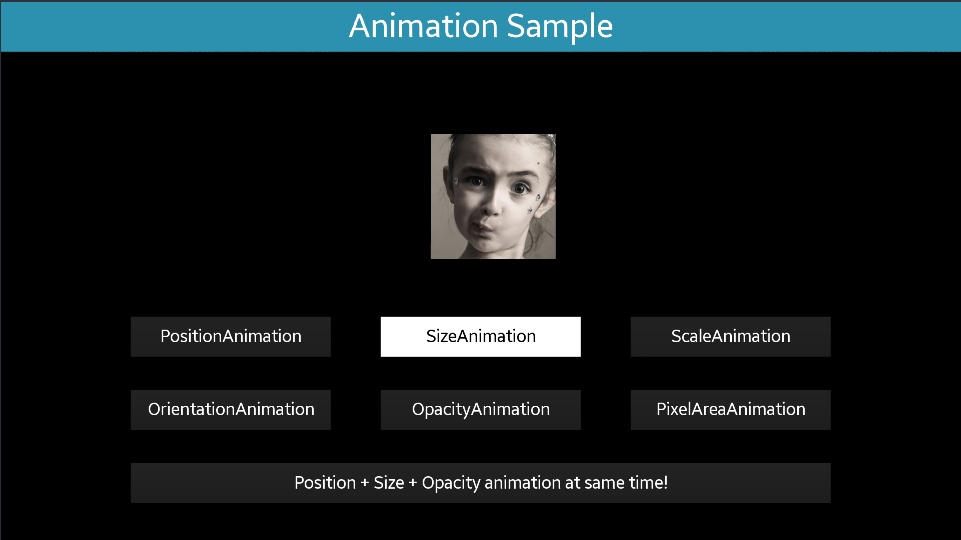 Animation Sample
PositionAnimation
SizeAnimation
ScaleAnimation
OrientationAnimation
OpacityAnimation
PixelAreaAnimation
Position + Size + Opacity animation at same time!